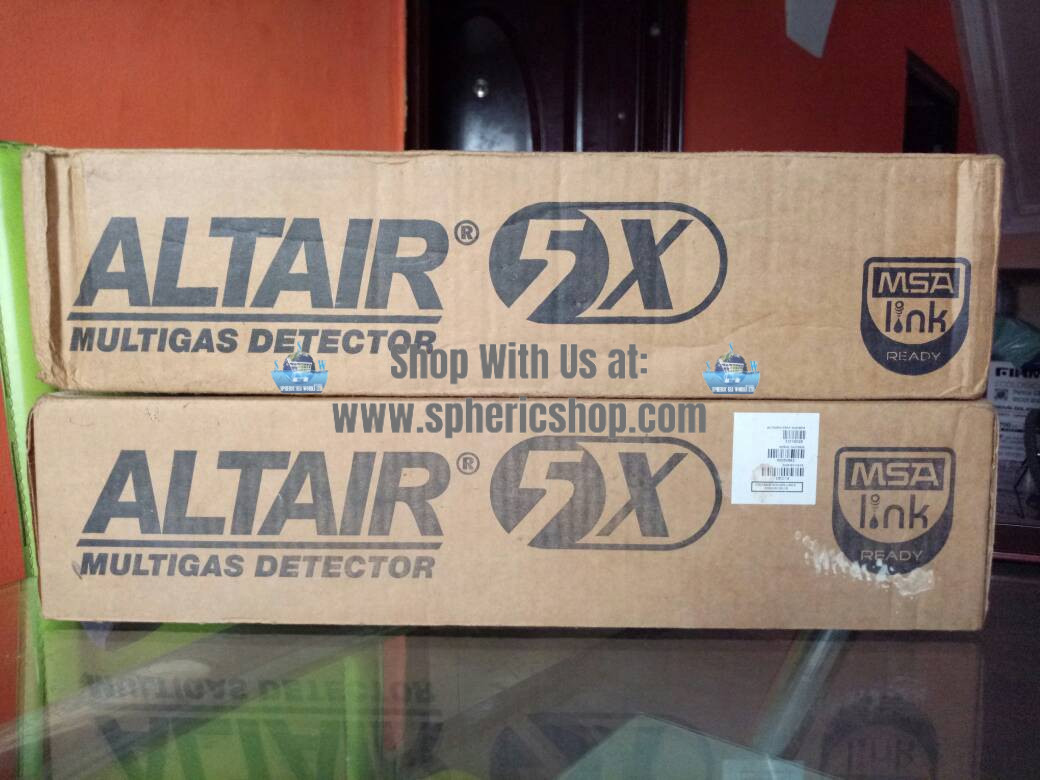 ALTAIR® 5X
MULTIGAS DETECTOR
MSA
link
READY
Shop With Us at:
www.sphericshop.com
ALTAIR® 5X
MULTIGAS DETECTOR
MSA
link
READY